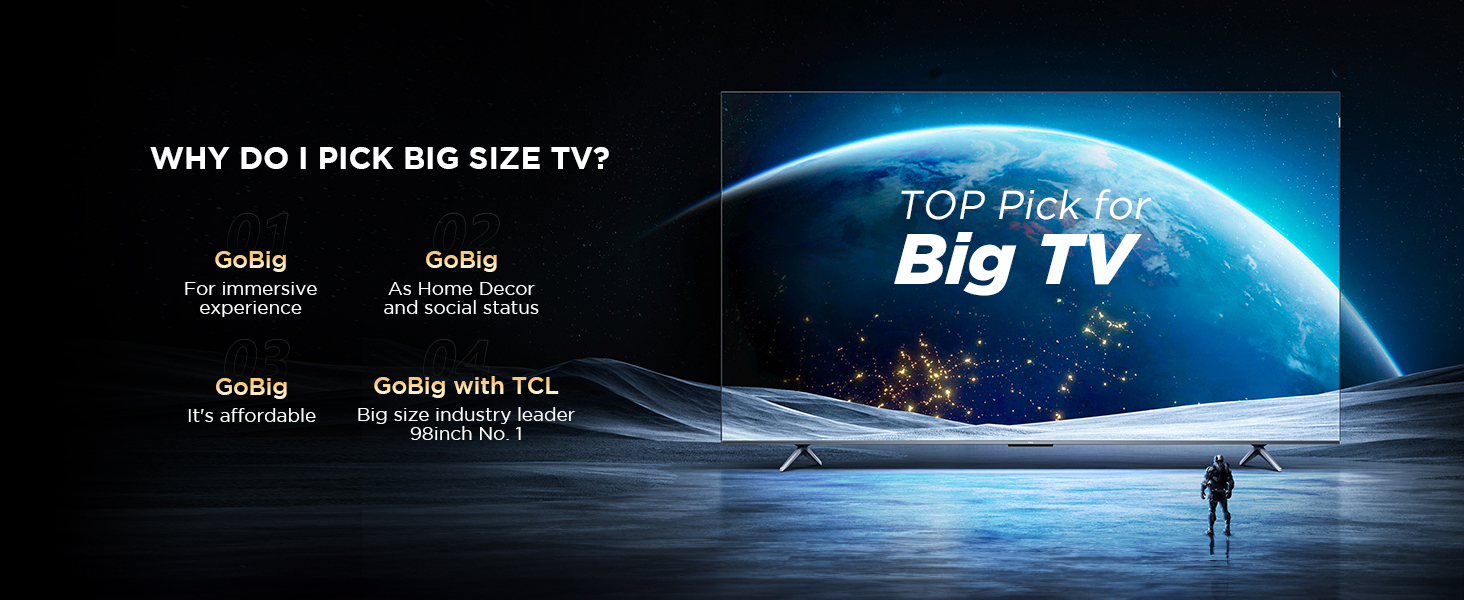 WHY DO I PICK BIG SIZE TV?
01
GoBig
For immersive
experience
02
GoBig
As Home Decor
and social status
03
GoBig
It's affordable
04
GoBig with TCL
Big size industry leader
98inch No. 1
TOP Pick for
Big TV